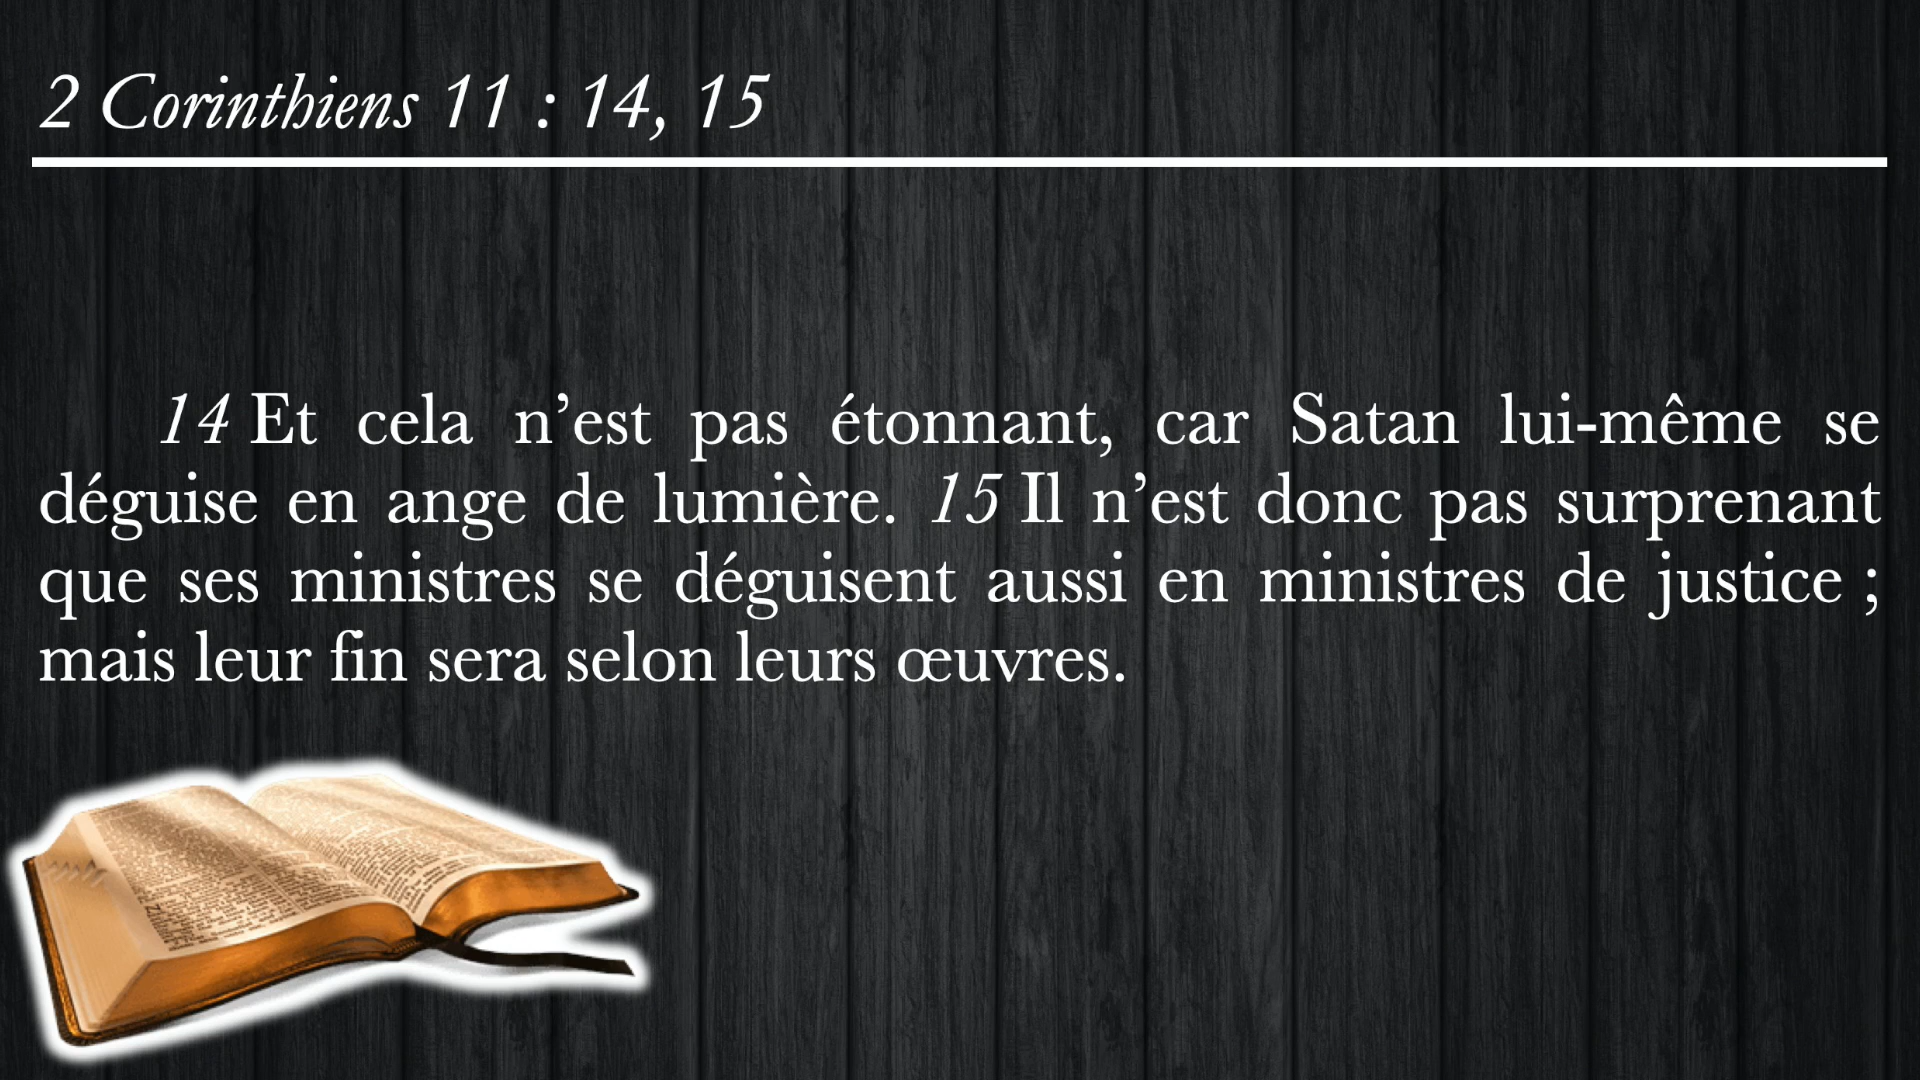 2 Corinthiens 11 : 14, 15
14 Et cela n’est pas étonnant, car Satan lui-même se
déguise en ange de lumière. 15 Il n’est donc pas surprenant
que ses ministres se déguisent aussi en ministres de justice ;
mais leur fin sera selon leurs œuvres.